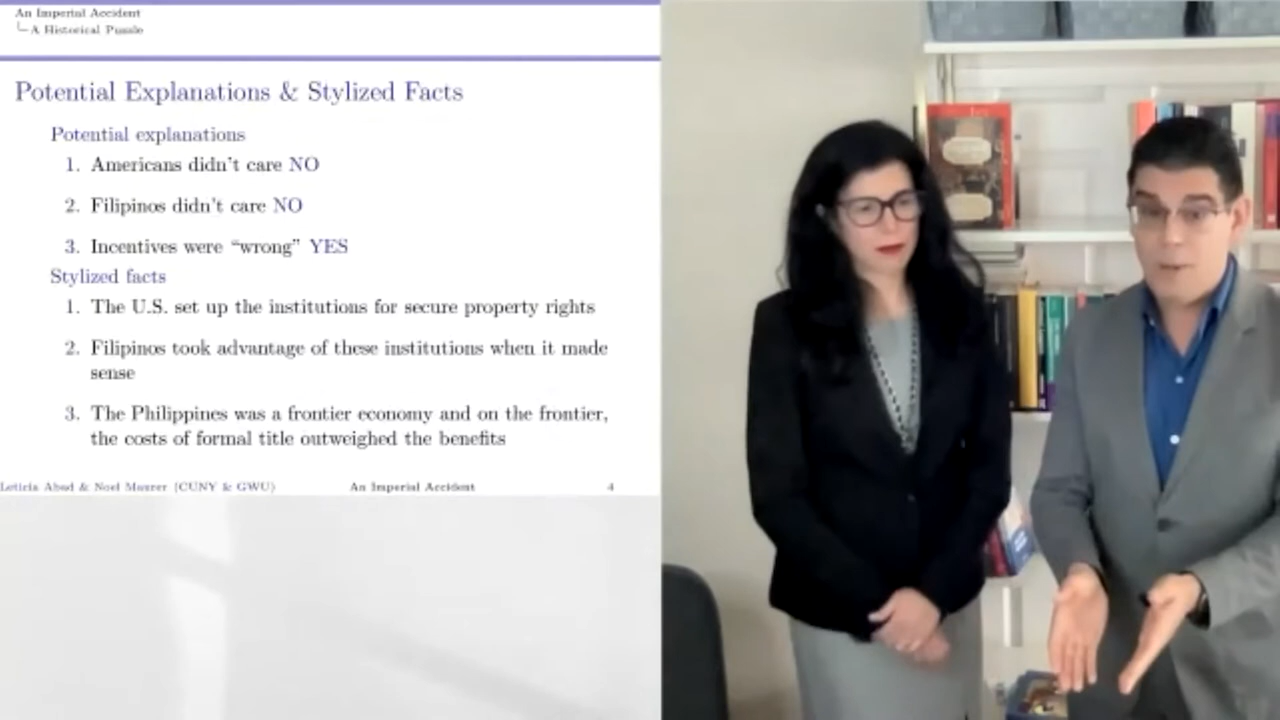 An Imperial Accident
A Historical Puzzle
Potential Explanations & Stylized Facts
Potential explanations
1. Americans didn't care NO
2. Filipinos didn't care NO
3. Incentives were “wrong” YES
Stylized facts
1. The U.S. set up the institutions for secure property rights
2. Filipinos took advantage of these institutions when it made
sense
3. The Philippines was a frontier economy and on the frontier,
the costs of formal title outweighed the benefits
Leticia Abad & Noel Maurer (CUNY & GWU)
An Imperial Accident
4